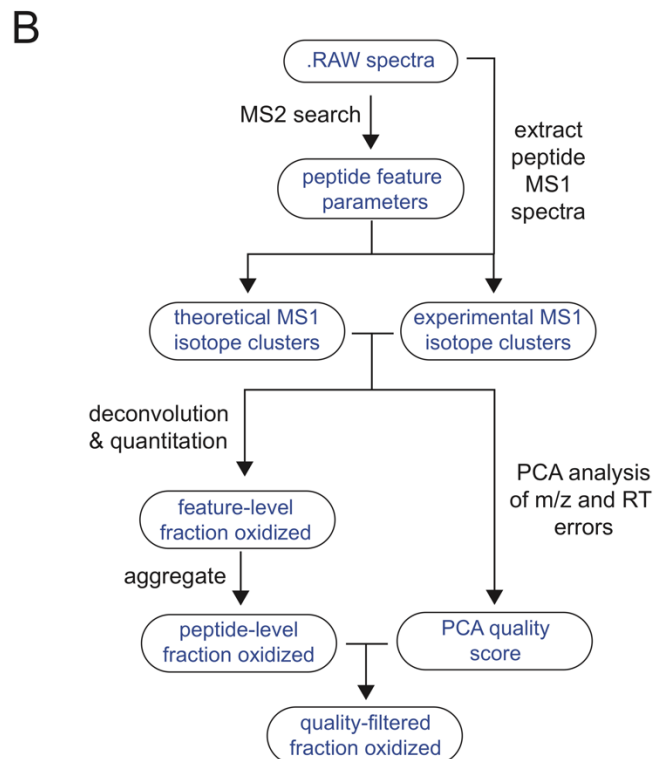 B
.RAW spectra
MS2 search
extract
peptide
MS1
spectra
peptide feature
parameters
theoretical MS1
isotope clusters
experimental MS1
isotope clusters
deconvolution
& quantitation
PCA analysis
of m/z and RT
errors
feature-level
fraction oxidized
aggregate
peptide-level
fraction oxidized
PCA quality
score
quality-filtered
fraction oxidized